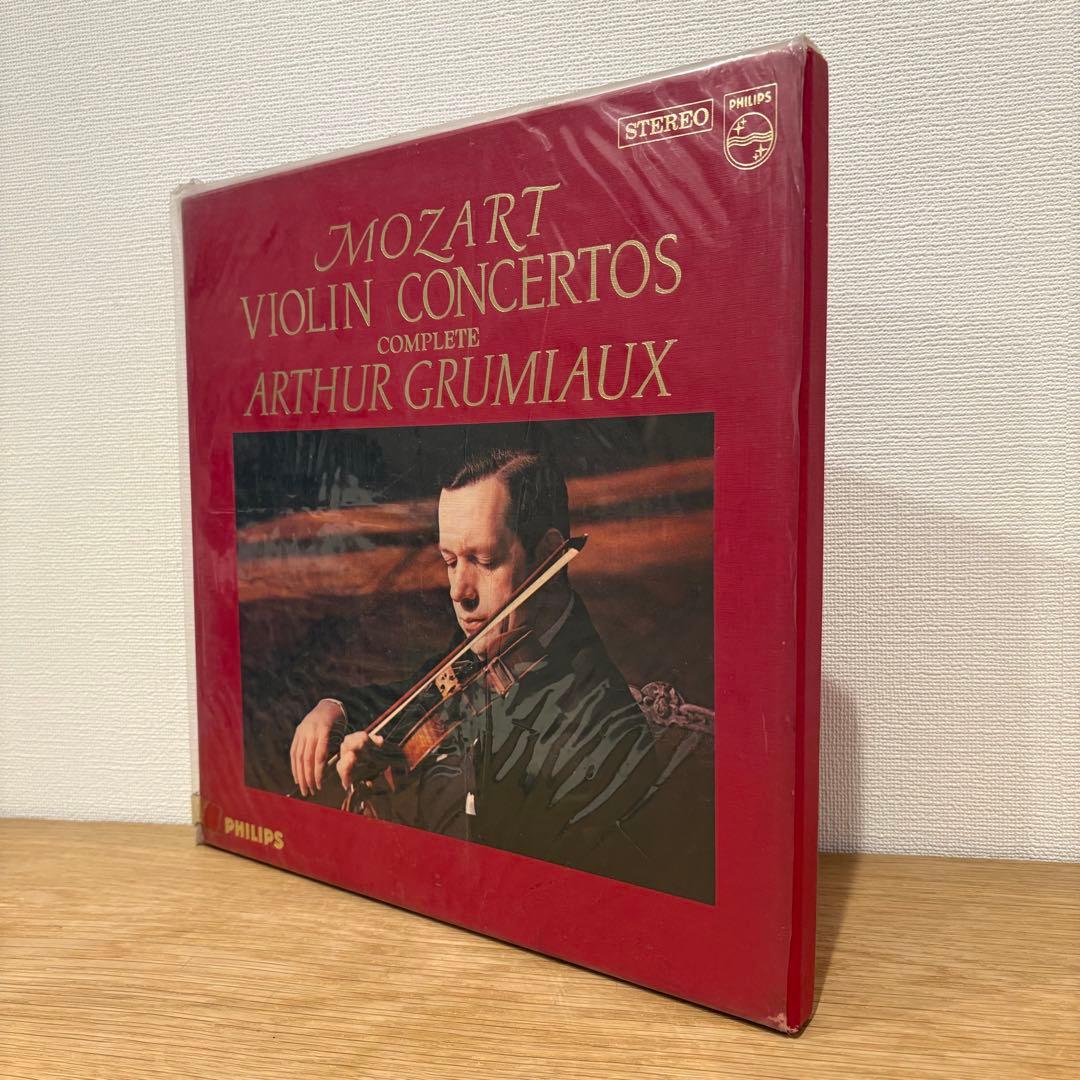 STEREO
PHILIPS
MOZART
VIOLIN CONCERTOS
COMPLETE
ARTHUR GRUMIAUX
PHILIPS